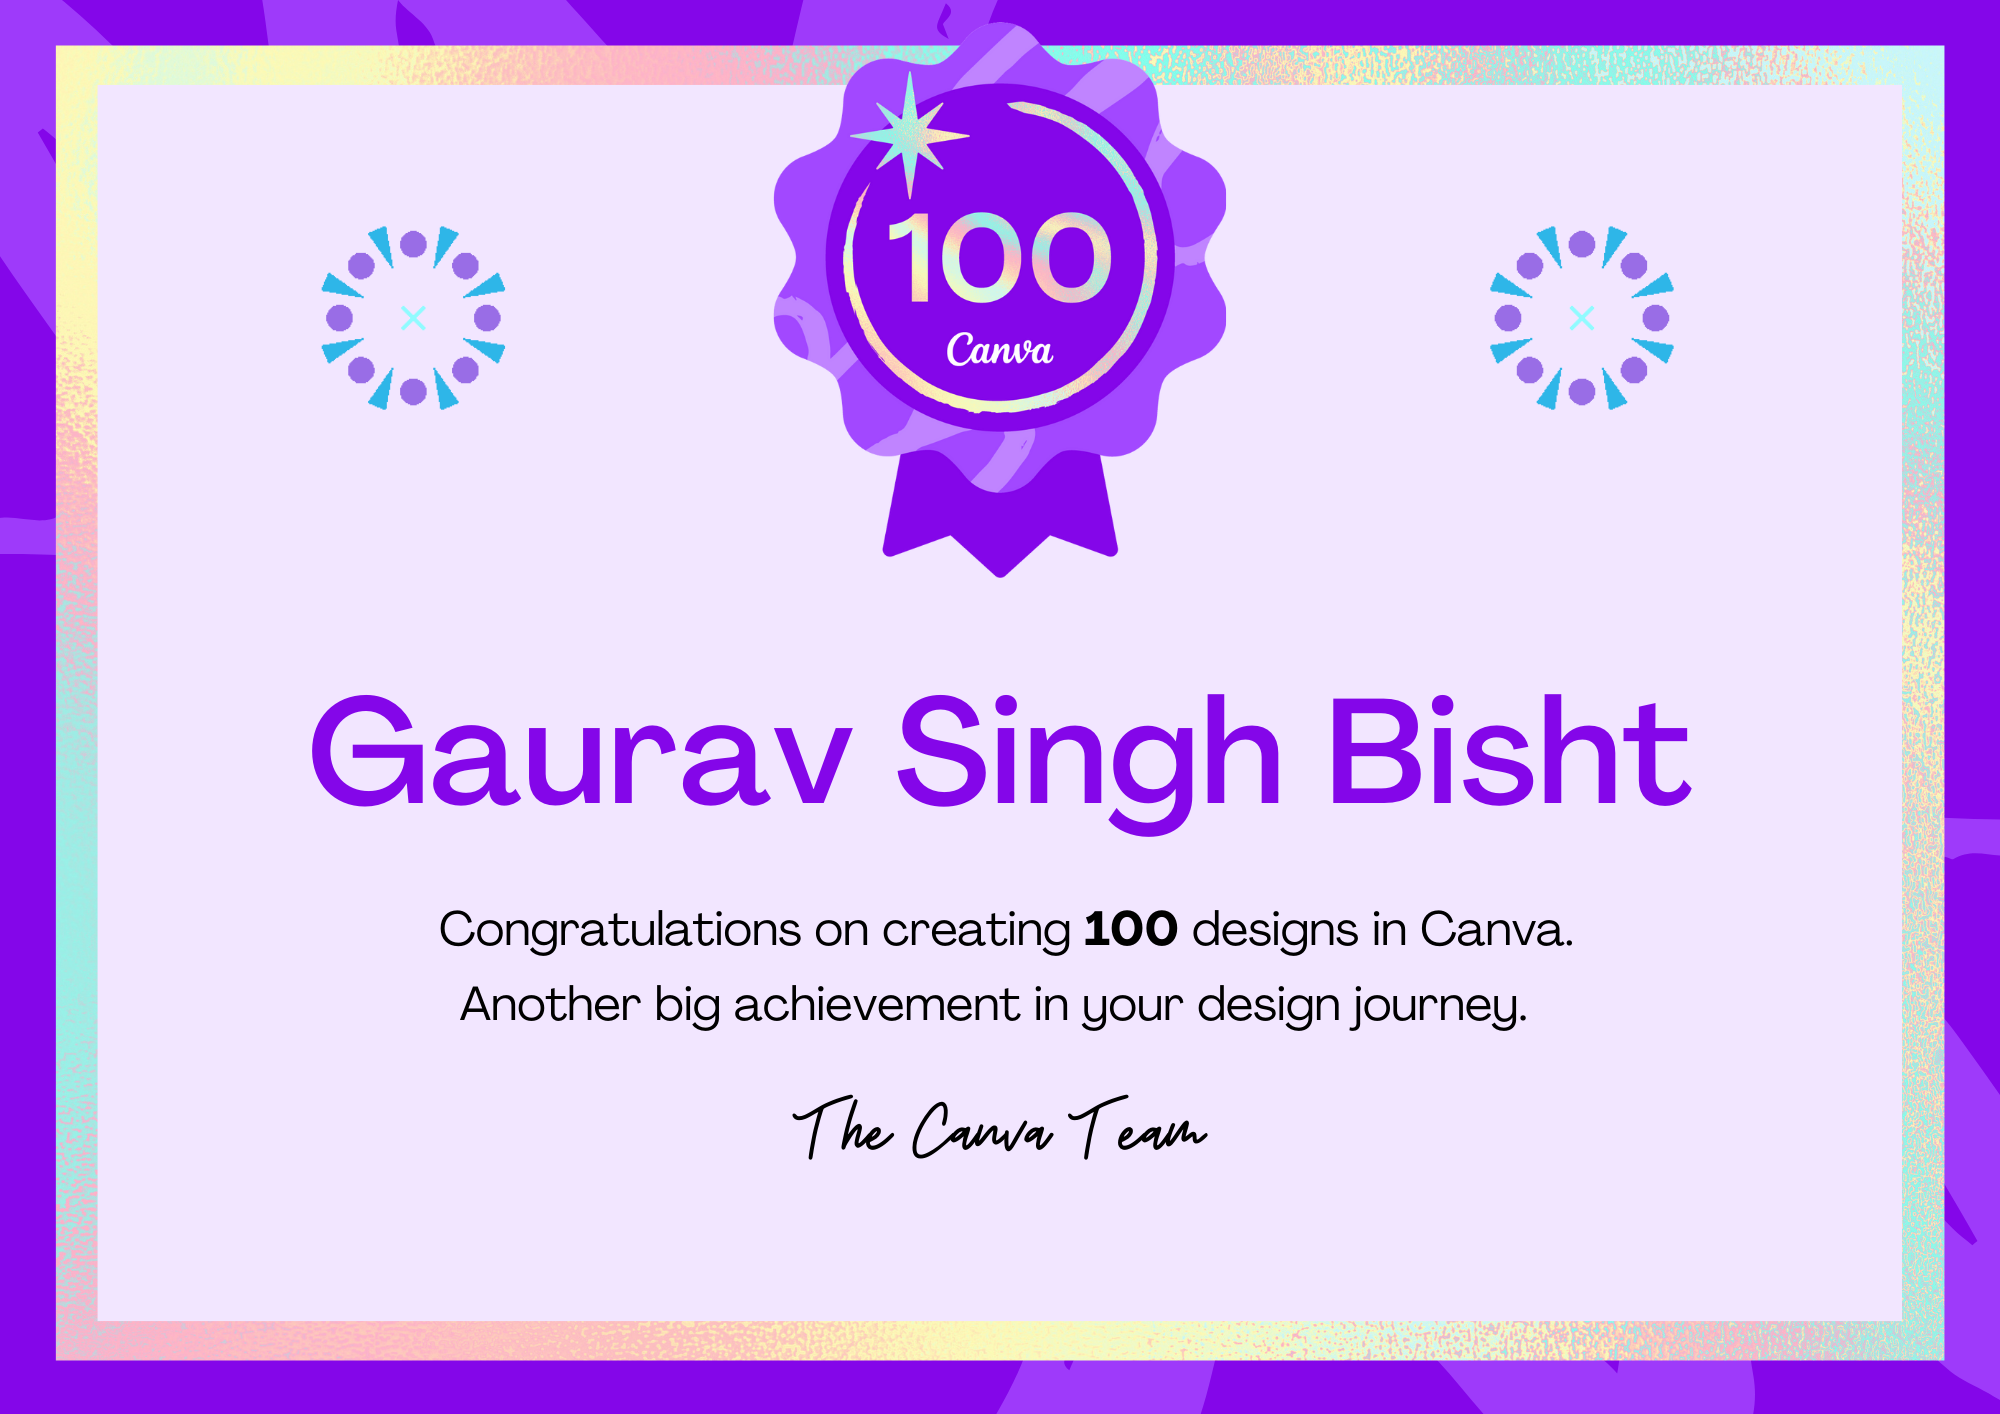 100
Canva
Gaurav Singh Bisht
Congratulations on creating 100 designs in Canva.
Another big achievement in your design journey.
The Canva Team